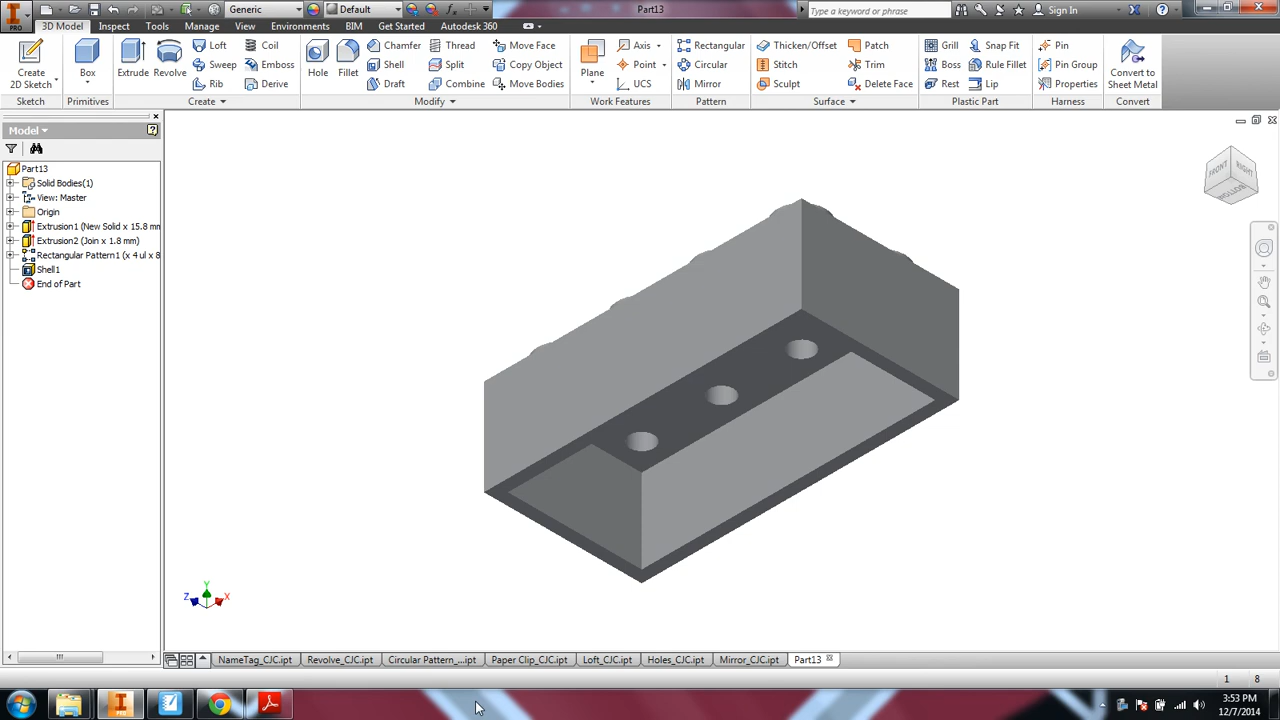 PRO Generic Default Part13 Type a keyword or phrase Sign In
3D Model Inspect Tools Manage View Environments BIM Get Started Autodesk 360
Loft Coil Chamfer Thread Move Face Axis Rectangular Thicken/Offset Patch Grill Snap Fit Pin
Create 2D Sketch Box Extrude Revolve Sweep Emboss Hole Fillet Shell Split Copy Object Plane Point Circular Stitch Trim Boss Rule Fillet Pin Group Convert to Sheet Metal
Rib Derive Draft Combine Move Bodies UCS Mirror Sculpt Delete Face Rest Lip Properties
Sketch Primitives Create Modify Work Features Pattern Surface Plastic Part Harness Convert
Model
Part13
Solid Bodies(1)
View: Master
Origin
Extrusion1 (New Solid x 15.8 mm
Extrusion2 (Join x 1.8 mm)
Rectangular Pattern1 (x 4 ul x 8
Shell1
End of Part
FRONT RIGHT
BOTTOM
Y
Z X
NameTag_CJC.ipt Revolve_CJC.ipt Circular Pattern_...ipt Paper Clip_CJC.ipt Loft_CJC.ipt Holes_CJC.ipt Mirror_CJC.ipt Part13
1 8
3:53 PM
12/7/2014